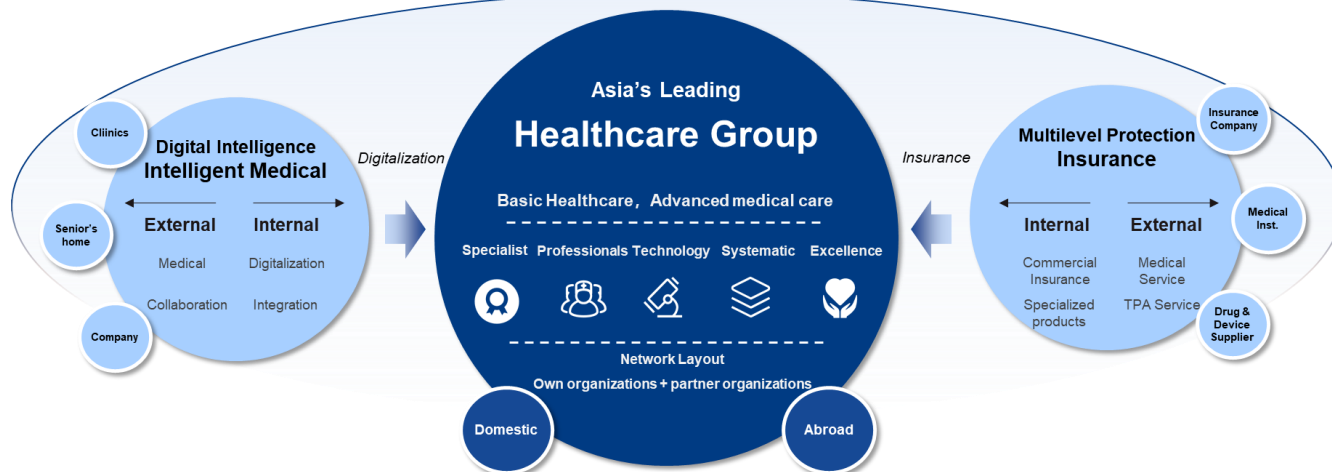 Cliinics
Senior's
home
Company
Digital Intelligence
Intelligent Medical
External
Internal
Medical
Digitalization
Collaboration
Integration
Digitalization
Asia's Leading
Healthcare Group
Basic Healthcare，Advanced medical care
Specialist
Professionals
Technology
Systematic
Excellence
Network Layout
Own organizations + partner organizations
Domestic
Abroad
Insurance
Multilevel Protection
Insurance
Internal
External
Commercial
Insurance
Medical
Service
Specialized
products
TPA Service
Insurance
Company
Medical
Inst.
Drug &
Device
Supplier